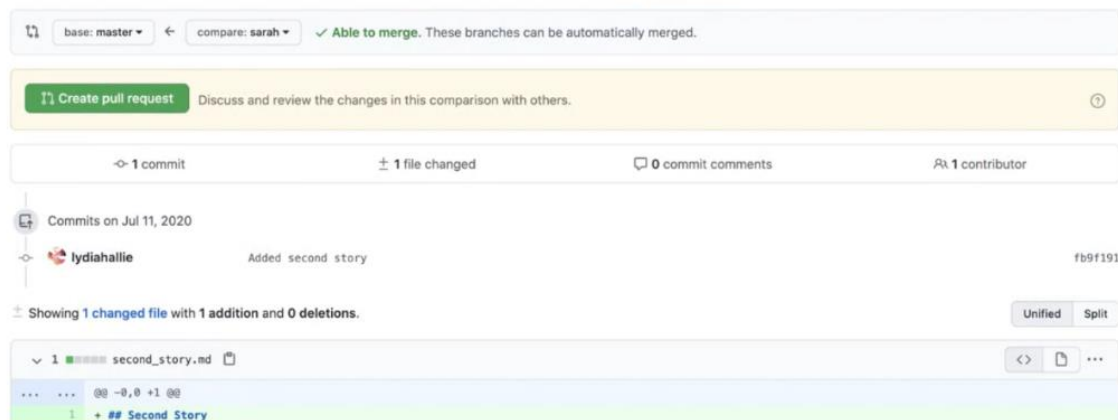 base: master ← compare: sarah ✓ Able to merge. These branches can be automatically merged.
Create pull request Discuss and review the changes in this comparison with others.
1 commit ± 1 file changed 0 commit comments 1 contributor
Commits on Jul 11, 2020
lydiahallie Added second story fb9f191
Showing 1 changed file with 1 addition and 0 deletions. Unified Split
1 second_story.md <> ...
... ... @@ -0,0 +1 @@
1 + ## Second Story